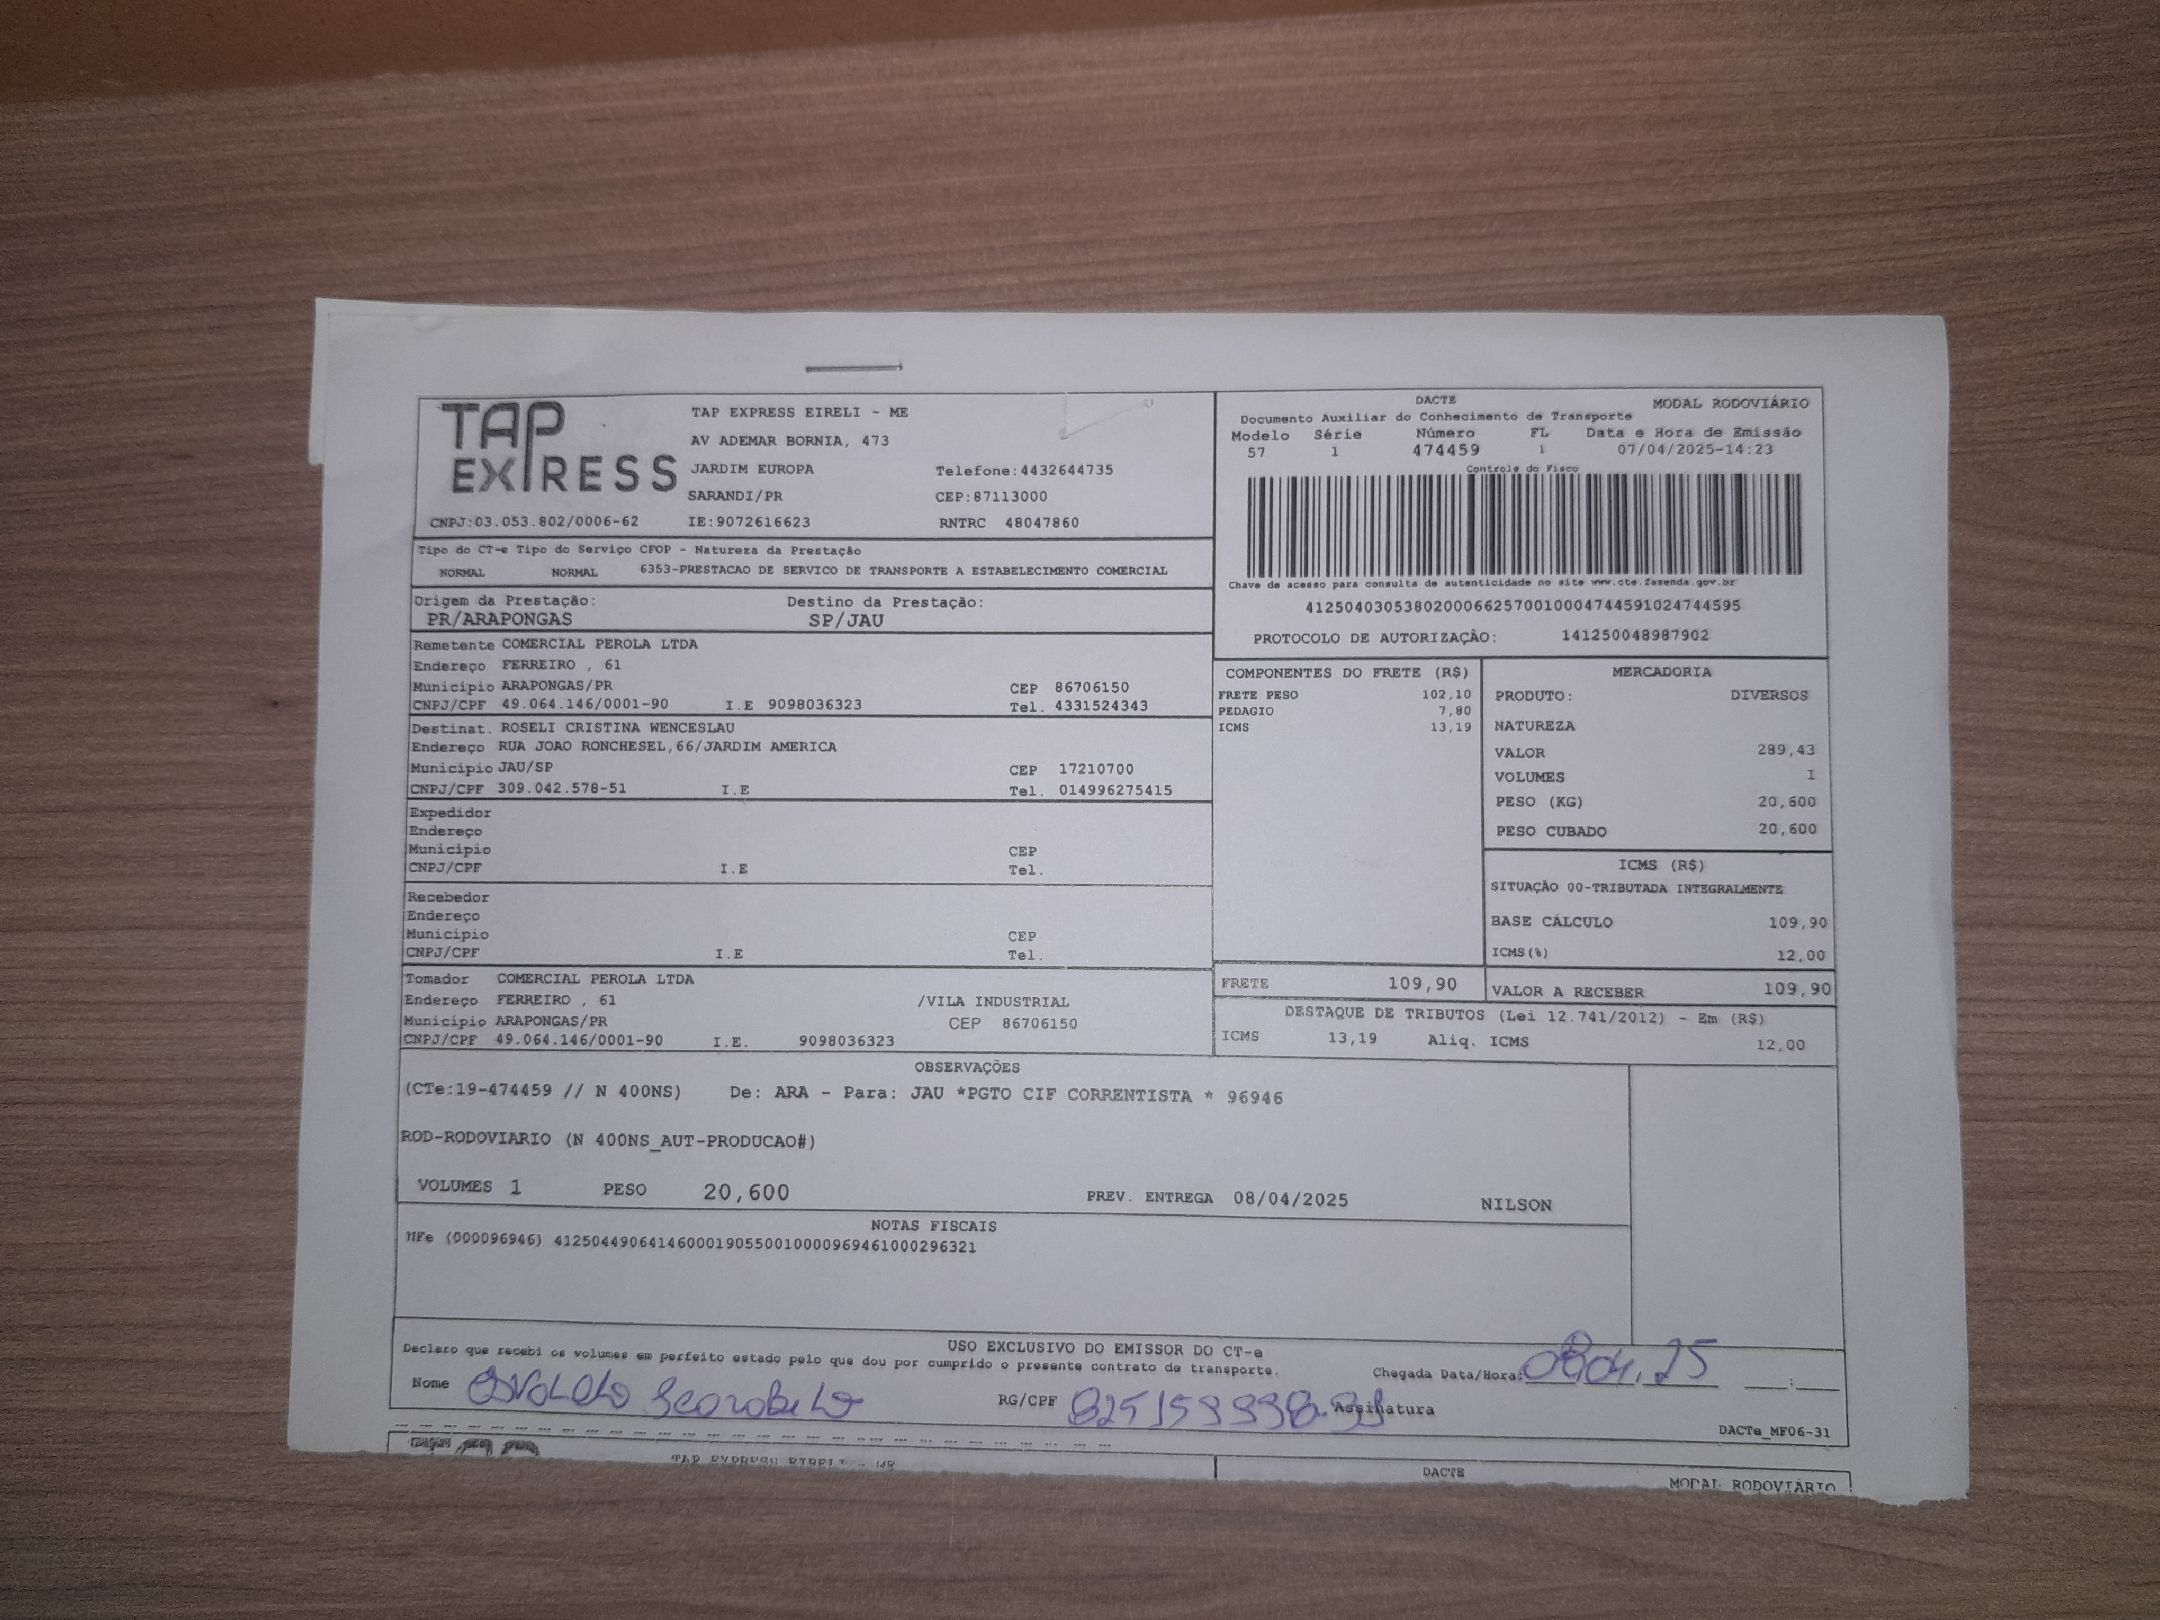 TAP EXPRESS
TAP EXPRESS EIRELI - ME
AV ADEMAR BORNIA, 473
JARDIM EUROPA Telefone:4432644735
SARANDI/PR CEP:87113000
CNPJ:03.053.802/0006-62 IE:9072616623 RNTRC 48047860
DACTE MODAL RODOVIÁRIO
Documento Auxiliar do Conhecimento de Transporte
Modelo Série Número FL Data e Hora de Emissão
57 1 474459 1 07/04/2025-14:23
Controle do Fisco
Chave de acesso para consulta de autenticidade no site www.cte.fazenda.gov.br
41250403053802000662570010004744591024744595
PROTOCOLO DE AUTORIZAÇÃO: 141250048987902
Tipo do CT-e Tipo do Serviço CFOP - Natureza da Prestação
NORMAL NORMAL 6353-PRESTACAO DE SERVICO DE TRANSPORTE A ESTABELECIMENTO COMERCIAL
Origem da Prestação: Destino da Prestação:
PR/ARAPONGAS SP/JAU
Remetente COMERCIAL PEROLA LTDA
Endereço FERREIRO , 61
Município ARAPONGAS/PR CEP 86706150
CNPJ/CPF 49.064.146/0001-90 I.E 9098036323 Tel. 4331524343
Destinat. ROSELI CRISTINA WENCESLAU
Endereço RUA JOAO RONCHESEL,66/JARDIM AMERICA
Município JAU/SP CEP 17210700
CNPJ/CPF 309.042.578-51 I.E Tel. 014996275415
Expedidor
Endereço
Município CEP
CNPJ/CPF I.E Tel.
Recebedor
Endereço
Município CEP
CNPJ/CPF I.E Tel.
Tomador COMERCIAL PEROLA LTDA
Endereço FERREIRO , 61 /VILA INDUSTRIAL
Município ARAPONGAS/PR CEP 86706150
CNPJ/CPF 49.064.146/0001-90 I.E. 9098036323
COMPONENTES DO FRETE (R$)
FRETE PESO 102,10
PEDAGIO 7,80
ICMS 13,19
FRETE 109,90
MERCADORIA
PRODUTO: DIVERSOS
NATUREZA
VALOR 289,43
VOLUMES 1
PESO (KG) 20,600
PESO CUBADO 20,600
ICMS (R$)
SITUAÇÃO 00-TRIBUTADA INTEGRALMENTE
BASE CÁLCULO 109,90
ICMS(%) 12,00
VALOR A RECEBER 109,90
DESTAQUE DE TRIBUTOS (Lei 12.741/2012) - Em (R$)
ICMS 13,19 Aliq. ICMS 12,00
OBSERVAÇÕES
(CTe:19-474459 // N 400NS) De: ARA - Para: JAU *PGTO CIF CORRENTISTA * 96946
ROD-RODOVIARIO (N 400NS_AUT-PRODUCAO#)
VOLUMES 1 PESO 20,600 PREV. ENTREGA 08/04/2025 NILSON
NOTAS FISCAIS
NFe (000096946) 41250449064146000190550010000969461000296321
USO EXCLUSIVO DO EMISSOR DO CT-e
Declaro que recebi os volumes em perfeito estado pelo que dou por cumprido o presente contrato de transporte. Chegada Data/Hora: 08.04.25 __:__
Nome RG/CPF Assinatura
DACTe_MF06-31
TAP EXPRESS EIRELI - ME DACTE MODAL RODOVIÁRIO